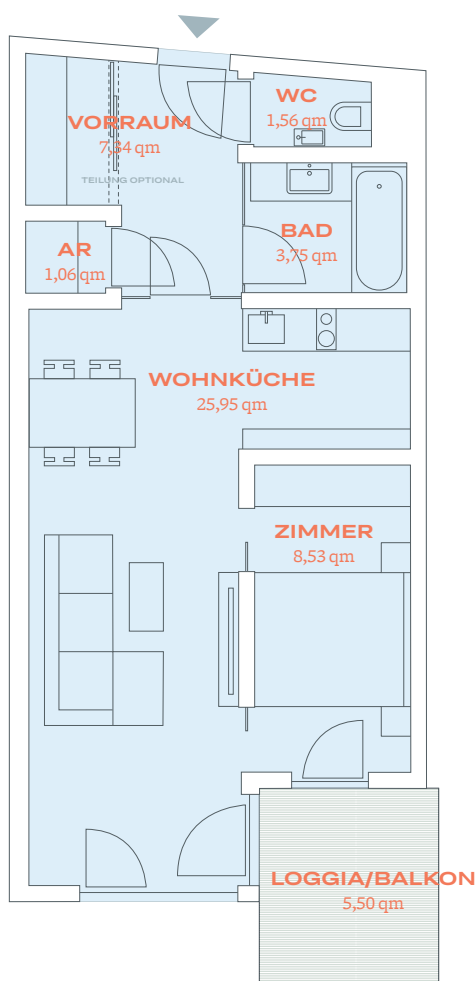 WC
1,56 qm
VORRAUM
7,34 qm
TEILUNG OPTIONAL
BAD
3,75 qm
AR
1,06 qm
WOHNKÜCHE
25,95 qm
ZIMMER
8,53 qm
LOGGIA/BALKON
5,50 qm